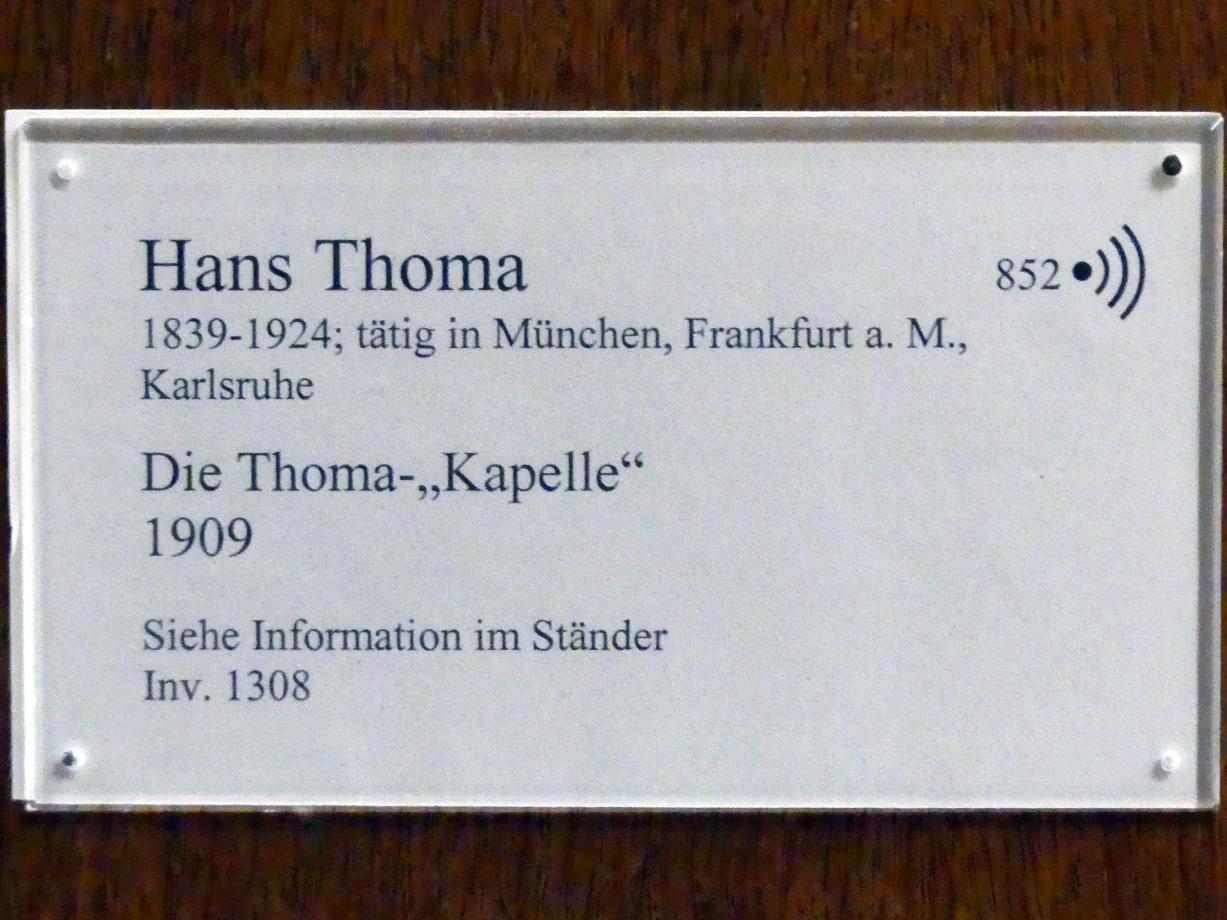 Hans Thoma
852
1839-1924; tätig in München, Frankfurt a. M.,
Karlsruhe
Die Thoma-„Kapelle“
1909
Siehe Information im Ständer
Inv. 1308